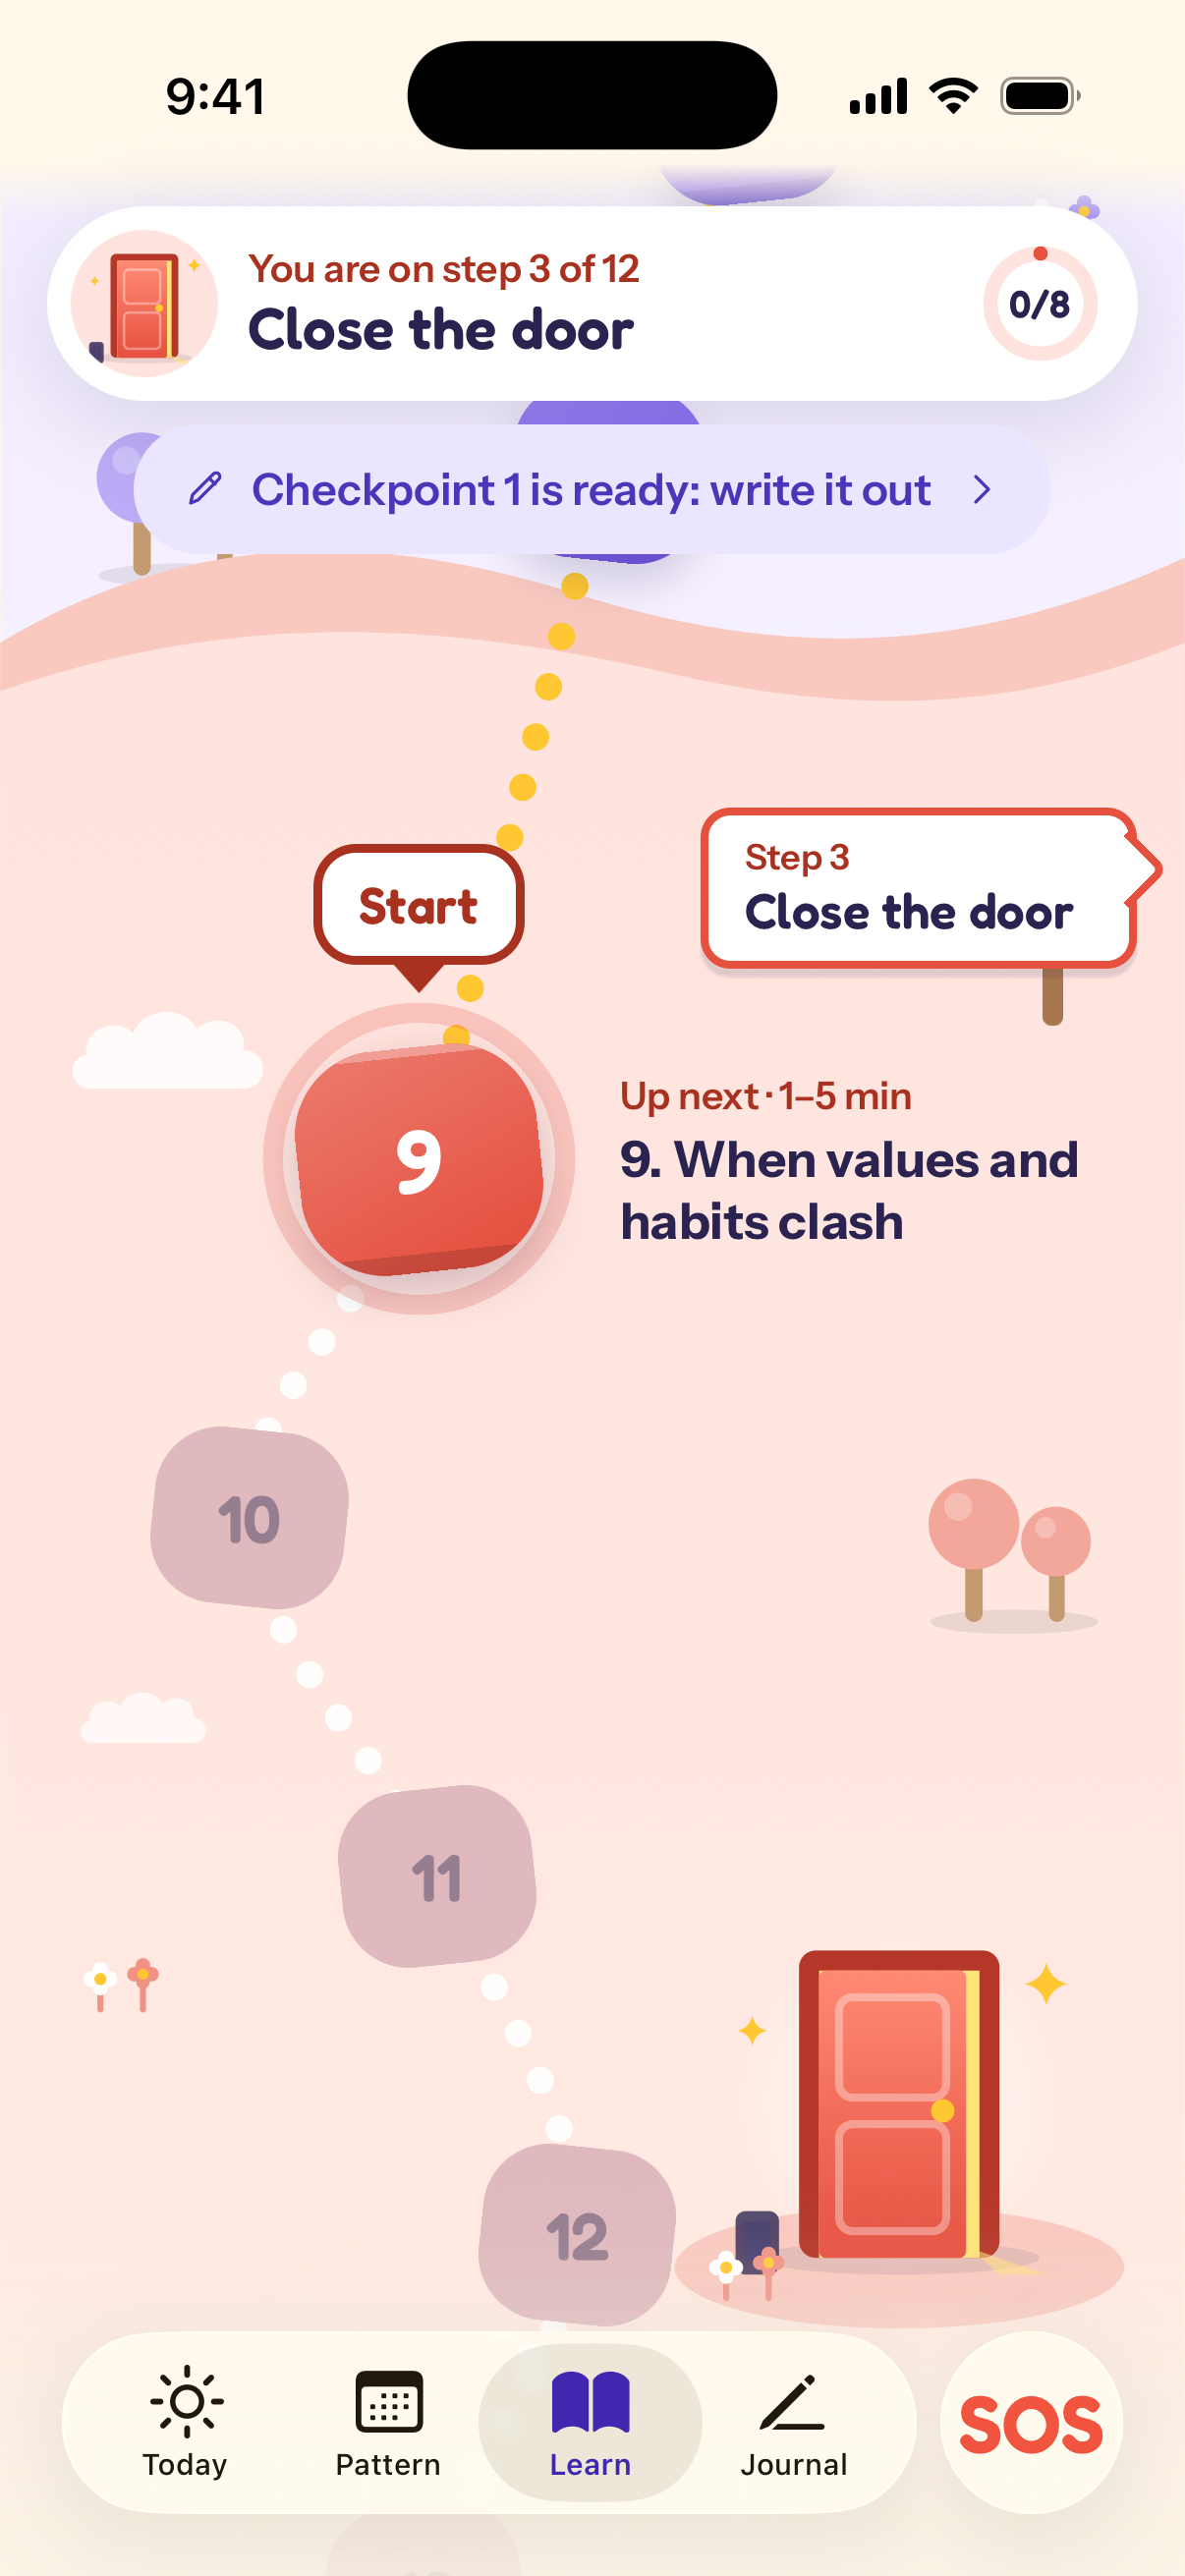 9:41
You are on step 3 of 12
Close the door
0/8
Checkpoint 1 is ready: write it out
Start
Step 3
Close the door
9
Up next · 1–5 min
9. When values and
habits clash
10
11
12
Today
Pattern
Learn
Journal
SOS